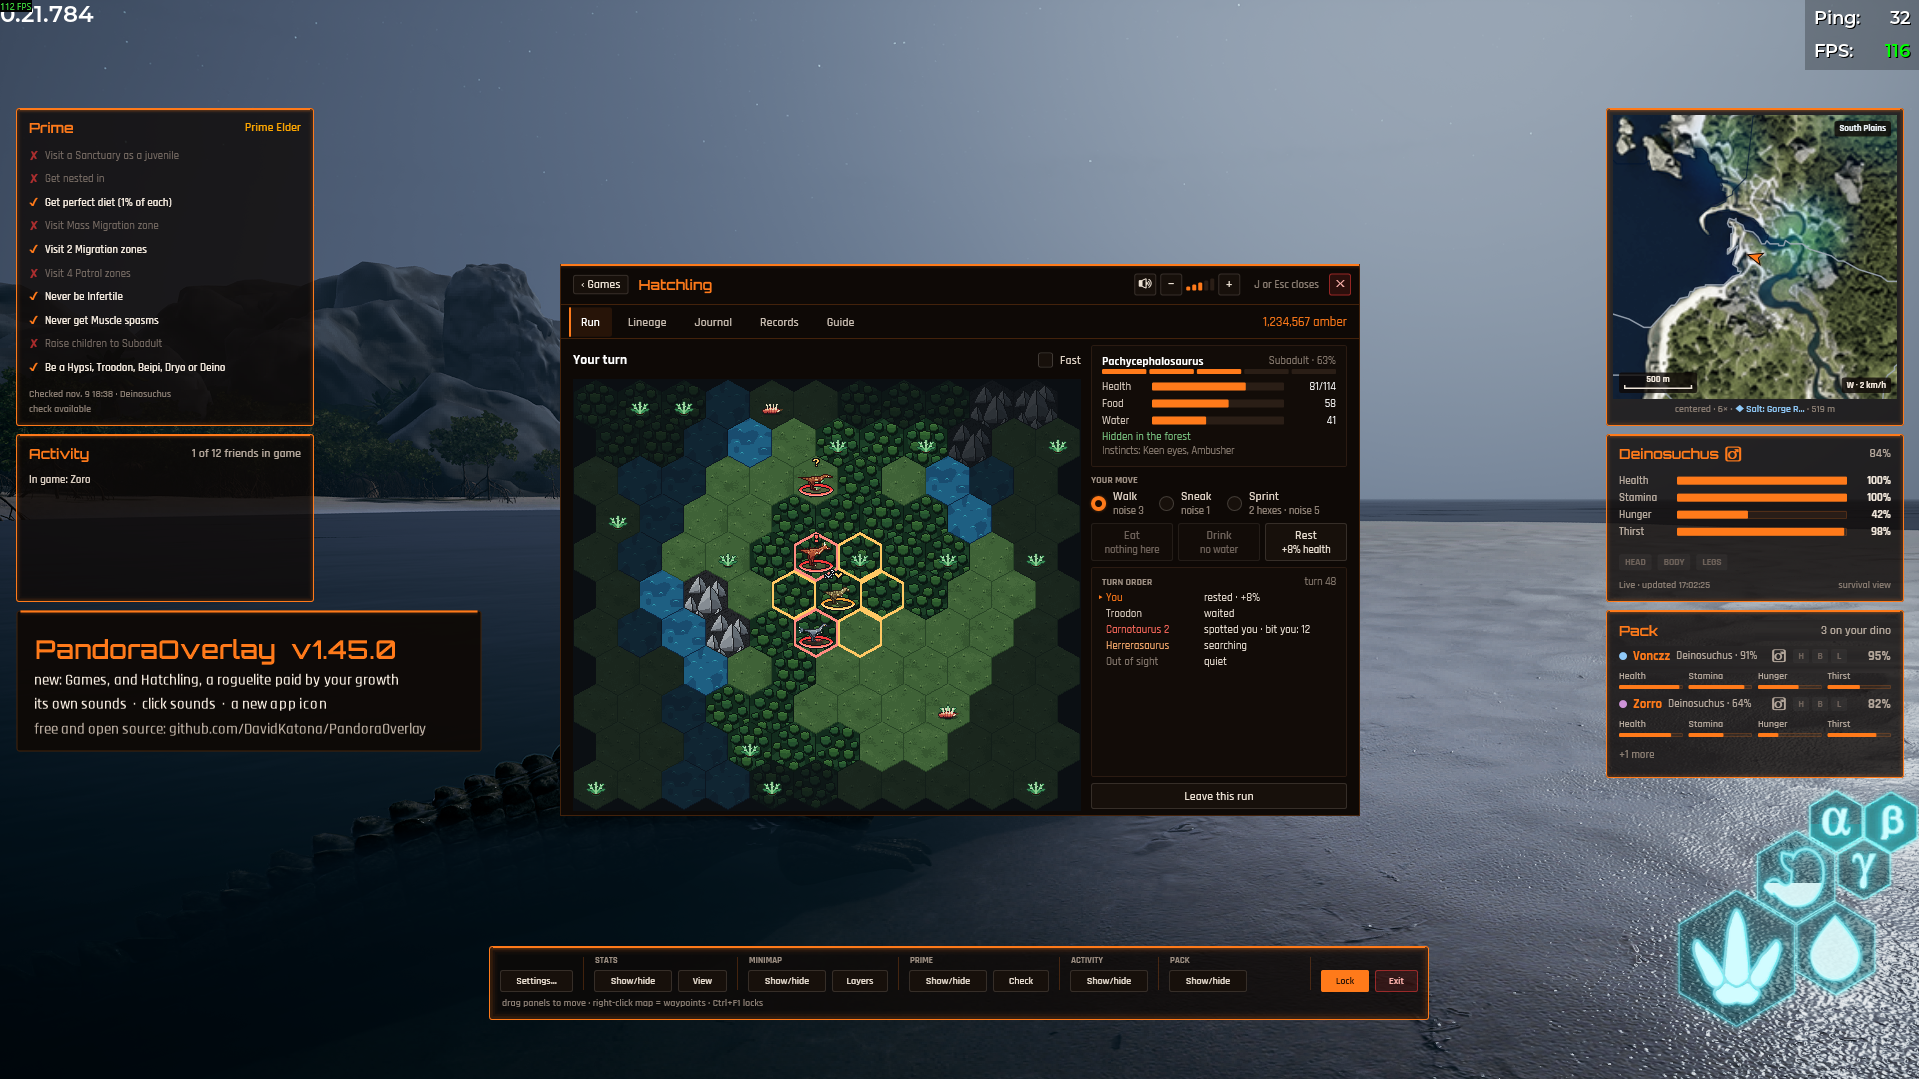 112 FPS
0.21.784
Ping: 32
FPS: 116
Prime Prime Elder
✗ Visit a Sanctuary as a juvenile
✗ Get nested in
✓ Get perfect diet (1% of each)
✗ Visit Mass Migration zone
✓ Visit 2 Migration zones
✗ Visit 4 Patrol zones
✓ Never be Infertile
✓ Never get Muscle spasms
✗ Raise children to Subadult
✓ Be a Hypsi, Troodon, Beipi, Dryo or Deino
Checked nov. 9 18:38 · Deinosuchus
check available
Activity 1 of 12 friends in game
In game: Zoro
PandoraOverlay v1.45.0
new: Games, and Hatchling, a roguelite paid by your growth
its own sounds · click sounds · a new app icon
free and open source: github.com/DavidKatona/PandoraOverlay
‹ Games Hatchling − + J or Esc closes ✕
Run Lineage Journal Records Guide 1,234,567 amber
Your turn Fast
?
Pachycephalosaurus Subadult · 63%
Health 81/114
Food 58
Water 41
Hidden in the forest
Instincts: Keen eyes, Ambusher
YOUR MOVE
Walk Sneak Sprint
noise 3 noise 1 2 hexes · noise 5
Eat Drink Rest
nothing here no water +8% health
TURN ORDER turn 48
▸ You rested · +8%
Troodon waited
Carnotaurus 2 spotted you · bit you: 12
Herrerasaurus searching
Out of sight quiet
Leave this run
South Plains
500 m
W · 2 km/h
centered · 6× · ◆ Salt: Gorge R... · 519 m
Deinosuchus 84%
Health 100%
Stamina 100%
Hunger 42%
Thirst 98%
HEAD BODY LEGS
Live · updated 17:02:25 survival view
Pack 3 on your dino
Vonczz Deinosuchus · 91% H B L 95%
Health Stamina Hunger Thirst
Zorro Deinosuchus · 64% H B L 82%
Health Stamina Hunger Thirst
+1 more
α β
γ
STATS MINIMAP PRIME ACTIVITY PACK
Settings... Show/hide View Show/hide Layers Show/hide Check Show/hide Show/hide Lock Exit
drag panels to move · right-click map = waypoints · Ctrl+F1 locks